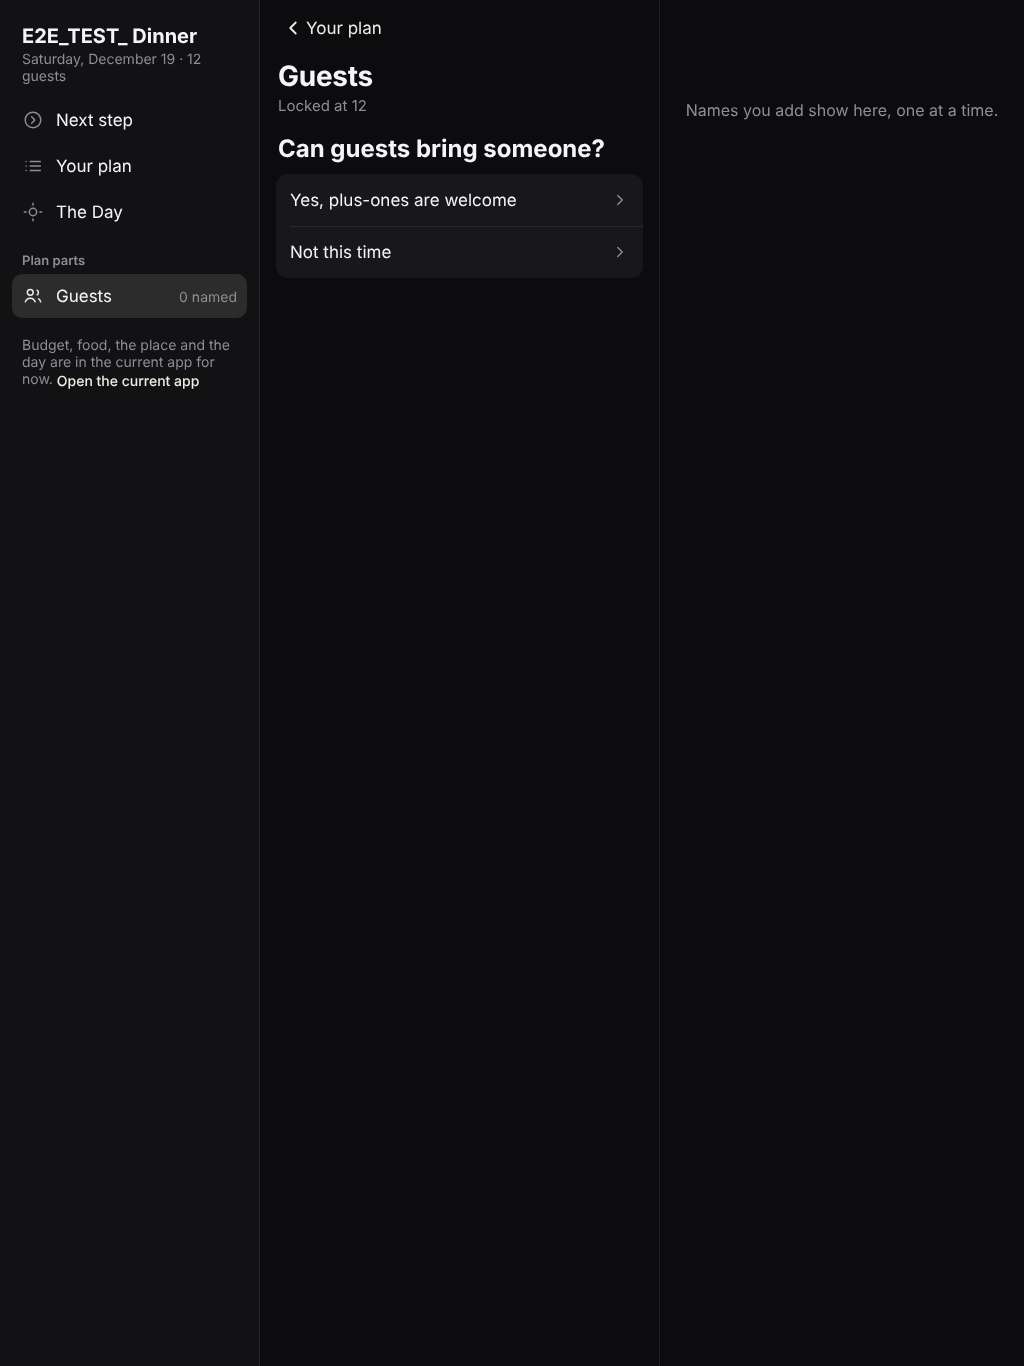 E2E_TEST_ Dinner
Saturday, December 19 · 12
guests
Next step
Your plan
The Day
Plan parts
Guests
0 named
Budget, food, the place and the
day are in the current app for
now. Open the current app
Your plan
Guests
Locked at 12
Can guests bring someone?
Yes, plus-ones are welcome
Not this time
Names you add show here, one at a time.